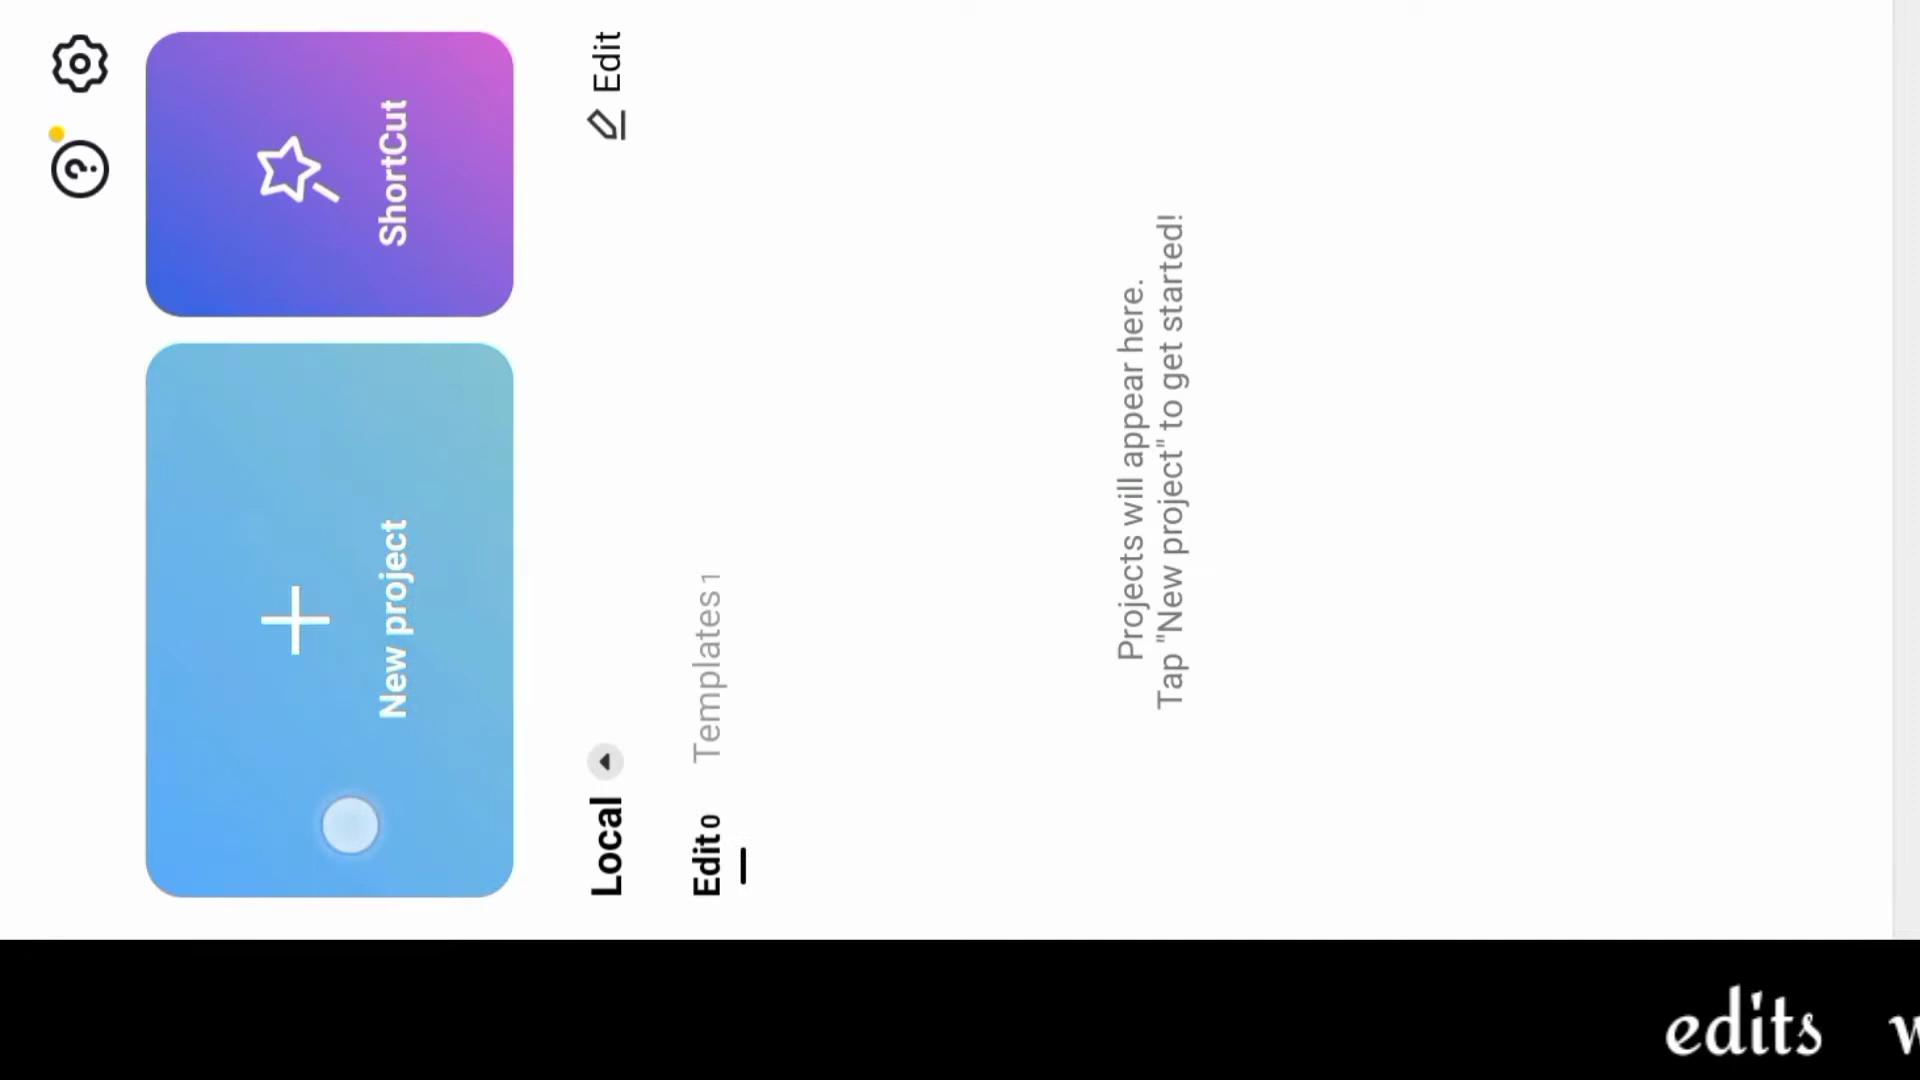 ShortCut
New project
Edit
Local
Edit 0
Templates 1
Projects will appear here.
Tap "New project" to get started!
edits